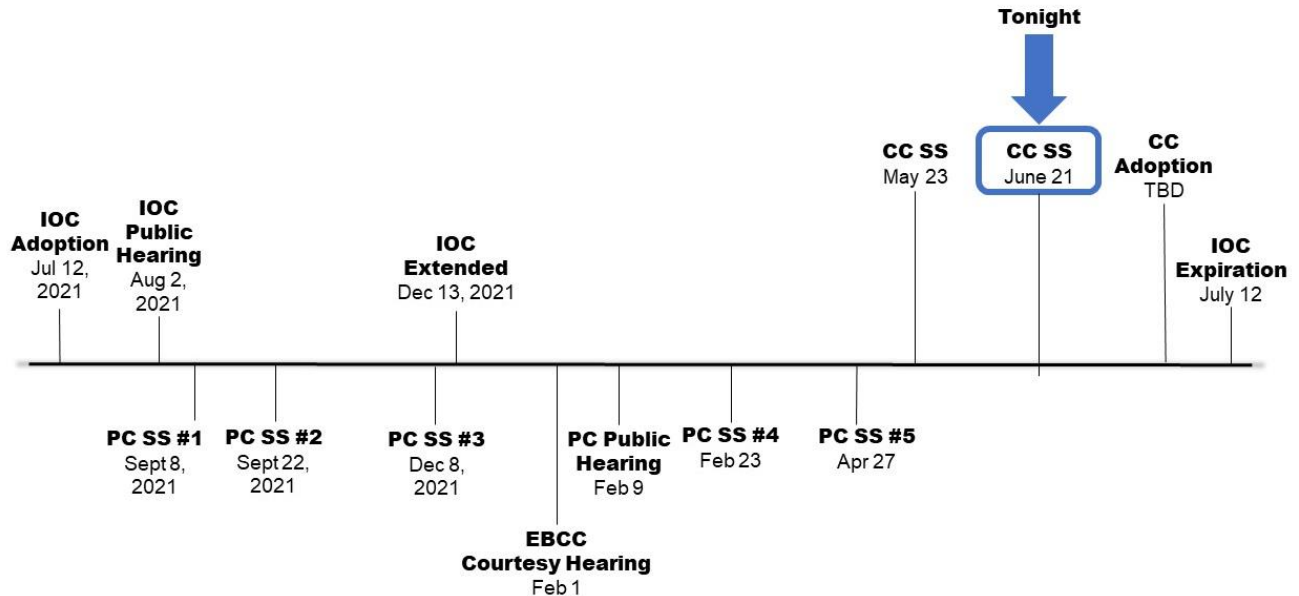 Tonight
CC SS
May 23
CC SS
June 21
CC
Adoption
TBD
IOC
Adoption
Jul 12,
2021
IOC
Public
Hearing
Aug 2,
2021
IOC
Extended
Dec 13, 2021
IOC
Expiration
July 12
PC SS #1
Sept 8,
2021
PC SS #2
Sept 22,
2021
PC SS #3
Dec 8,
2021
PC Public
Hearing
Feb 9
PC SS #4
Feb 23
PC SS #5
Apr 27
EBCC
Courtesy Hearing
Feb 1